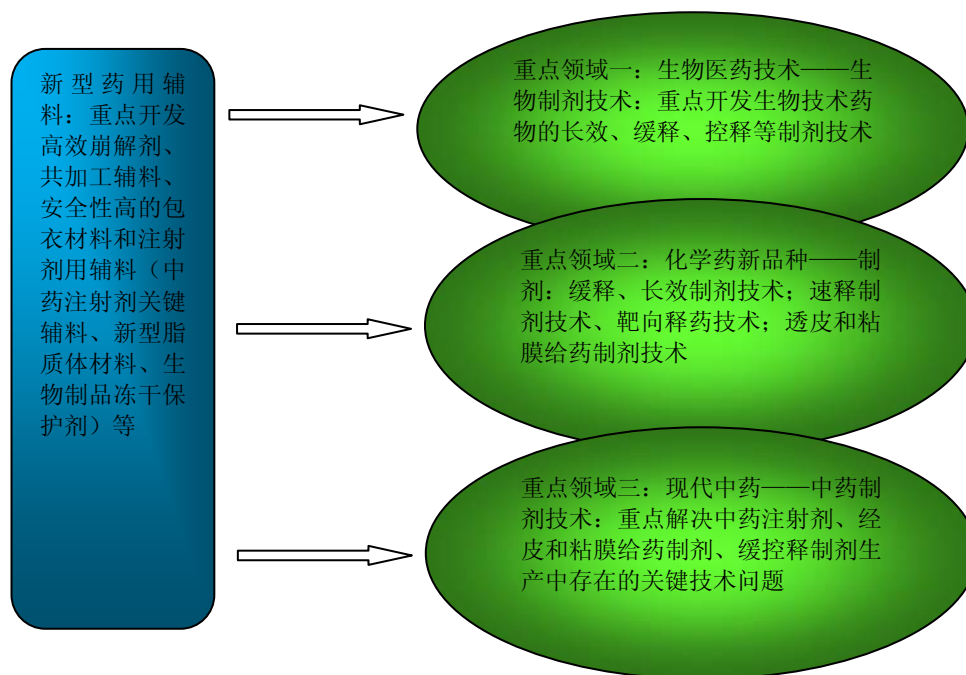 新型药用辅
料：重点开发
高效崩解剂、
共加工辅料、
安全性高的包
衣材料和注射
剂用辅料（中
药注射剂关键
辅料、新型脂
质体材料、生
物制品冻干保
护剂）等
重点领域一：生物医药技术——生
物制剂技术：重点开发生物技术药
物的长效、缓释、控释等制剂技术
重点领域二：化学药新品种——制
剂：缓释、长效制剂技术；速释制
剂技术、靶向释药技术；透皮和粘
膜给药制剂技术
重点领域三：现代中药——中药制
剂技术：重点解决中药注射剂、经
皮和粘膜给药制剂、缓控释制剂生
产中存在的关键技术问题